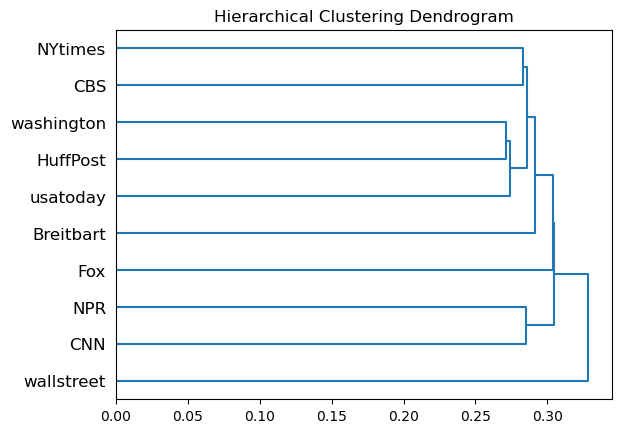 Hierarchical Clustering Dendrogram
NYtimes
CBS
washington
HuffPost
usatoday
Breitbart
Fox
NPR
CNN
wallstreet
0.00 0.05 0.10 0.15 0.20 0.25 0.30